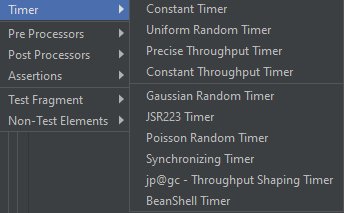 Timer
Pre Processors
Post Processors
Assertions
Test Fragment
Non-Test Elements
Constant Timer
Uniform Random Timer
Precise Throughput Timer
Constant Throughput Timer
Gaussian Random Timer
JSR223 Timer
Poisson Random Timer
Synchronizing Timer
jp@gc - Throughput Shaping Timer
BeanShell Timer